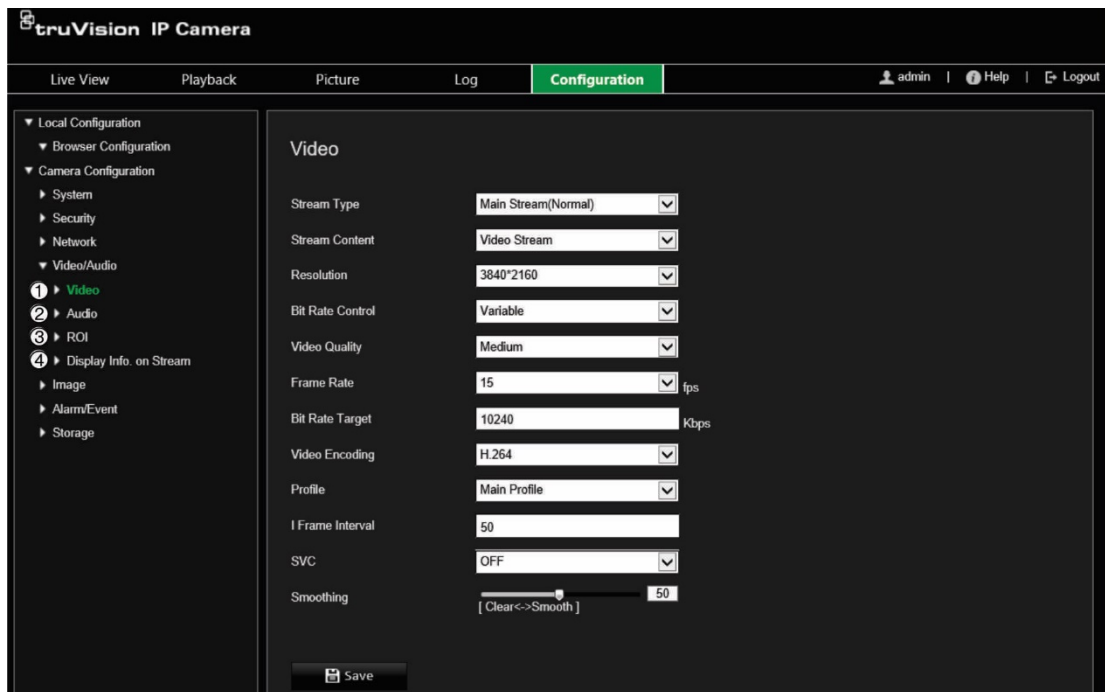 truVision IP Camera
Live View Playback Picture Log Configuration admin | Help | Logout
Local Configuration
Browser Configuration
Camera Configuration
System
Security
Network
Video/Audio
1 Video
2 Audio
3 ROI
4 Display Info. on Stream
Image
Alarm/Event
Storage
Video
Stream Type Main Stream(Normal)
Stream Content Video Stream
Resolution 3840*2160
Bit Rate Control Variable
Video Quality Medium
Frame Rate 15 fps
Bit Rate Target 10240 Kbps
Video Encoding H.264
Profile Main Profile
I Frame Interval 50
SVC OFF
Smoothing 50
[ Clear<->Smooth ]
Save